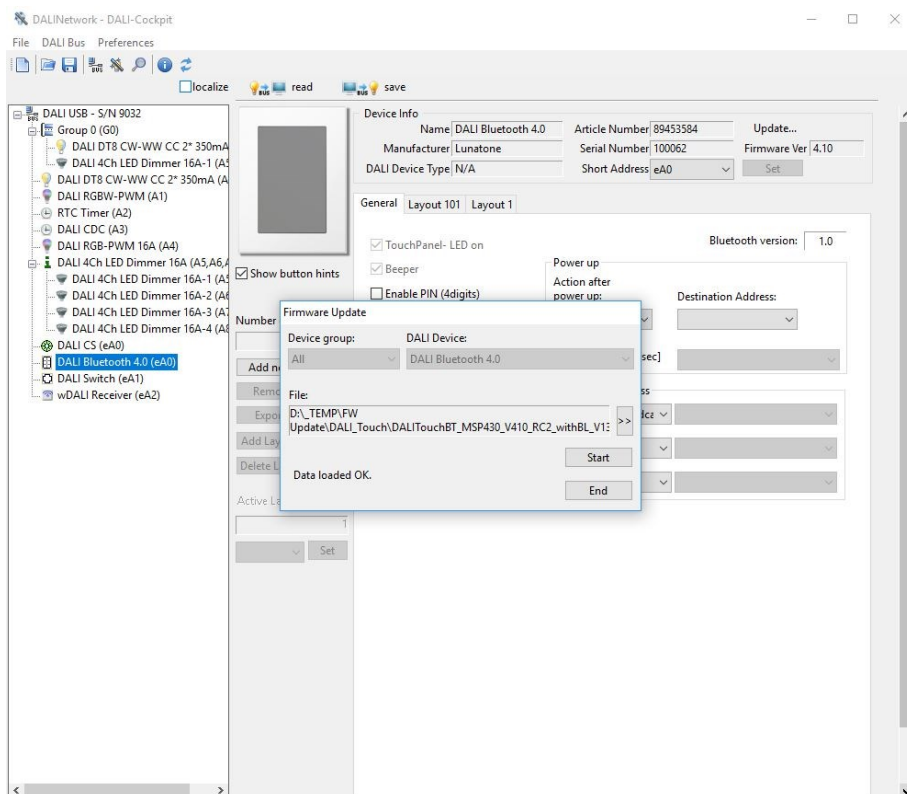 DALINetwork - DALI-Cockpit
File DALI Bus Preferences
localize read save
DALI USB - S/N 9032
Group 0 (G0)
DALI DT8 CW-WW CC 2* 350mA
DALI 4Ch LED Dimmer 16A-1 (A5
DALI DT8 CW-WW CC 2* 350mA (A
DALI RGBW-PWM (A1)
RTC Timer (A2)
DALI CDC (A3)
DALI RGB-PWM 16A (A4)
DALI 4Ch LED Dimmer 16A (A5,A6,A
DALI 4Ch LED Dimmer 16A-1 (A5
DALI 4Ch LED Dimmer 16A-2 (A6
DALI 4Ch LED Dimmer 16A-3 (A7
DALI 4Ch LED Dimmer 16A-4 (A8
DALI CS (eA0)
DALI Bluetooth 4.0 (eA0)
DALI Switch (eA1)
wDALI Receiver (eA2)
Show button hints
Number
Add n
Remo
Expo
Add Lay
Delete L
Active La
1
Set
Device Info
Name DALI Bluetooth 4.0 Article Number 89453584 Update...
Manufacturer Lunatone Serial Number 100062 Firmware Ver 4.10
DALI Device Type N/A Short Address eA0 Set
General Layout 101 Layout 1
TouchPanel- LED on Bluetooth version: 1.0
Beeper Power up
Action after
Enable PIN (4digits) power up: Destination Address:
sec]
ss
dca
Firmware Update
Device group: DALI Device:
All DALI Bluetooth 4.0
File:
D:\_TEMP\FW
Update\DALI_Touch\DALITouchBT_MSP430_V410_RC2_withBL_V13 >>
Start
Data loaded OK.
End